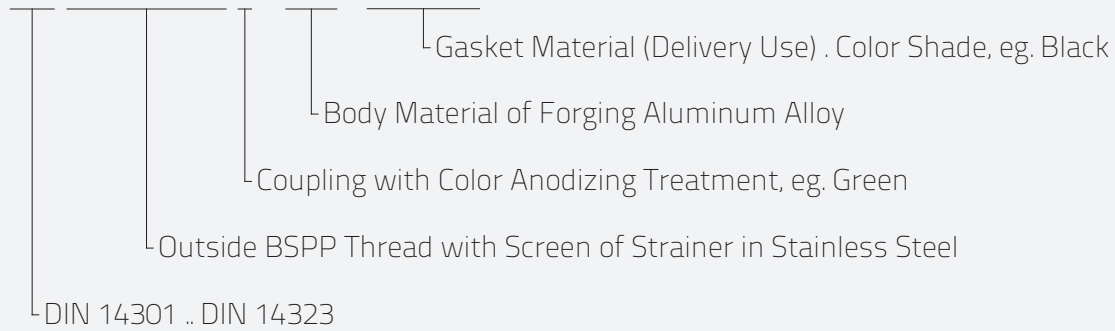 Gasket Material (Delivery Use) . Color Shade, eg. Black
Body Material of Forging Aluminum Alloy
Coupling with Color Anodizing Treatment, eg. Green
Outside BSPP Thread with Screen of Strainer in Stainless Steel
DIN 14301 .. DIN 14323